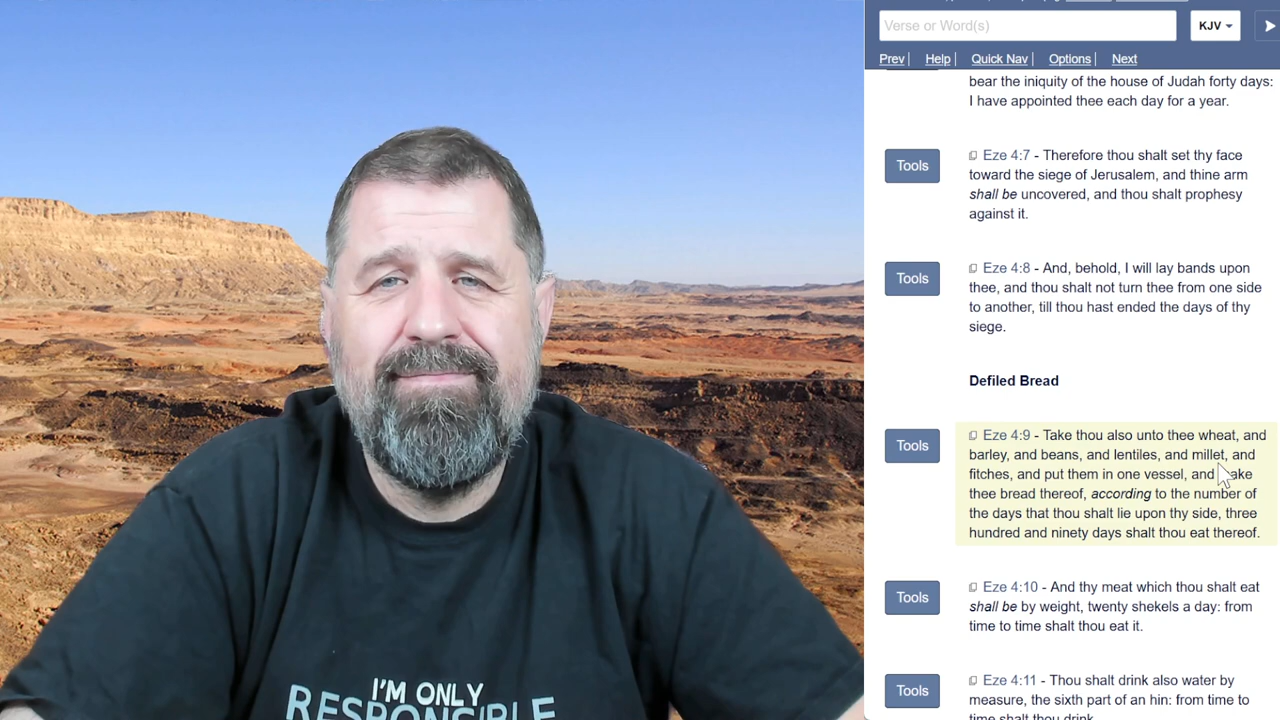 Verse or Word(s)
KJV
Prev | Help | Quick Nav | Options | Next
bear the iniquity of the house of Judah forty days:
I have appointed thee each day for a year.
Tools
Eze 4:7 - Therefore thou shalt set thy face
toward the siege of Jerusalem, and thine arm
shall be uncovered, and thou shalt prophesy
against it.
Tools
Eze 4:8 - And, behold, I will lay bands upon
thee, and thou shalt not turn thee from one side
to another, till thou hast ended the days of thy
siege.
Defiled Bread
Tools
Eze 4:9 - Take thou also unto thee wheat, and
barley, and beans, and lentiles, and millet, and
fitches, and put them in one vessel, and make
thee bread thereof, according to the number of
the days that thou shalt lie upon thy side, three
hundred and ninety days shalt thou eat thereof.
Tools
Eze 4:10 - And thy meat which thou shalt eat
shall be by weight, twenty shekels a day: from
time to time shalt thou eat it.
Tools
Eze 4:11 - Thou shalt drink also water by
measure, the sixth part of an hin: from time to
time shalt thou drink.
I'M ONLY
RESPONSIBLE